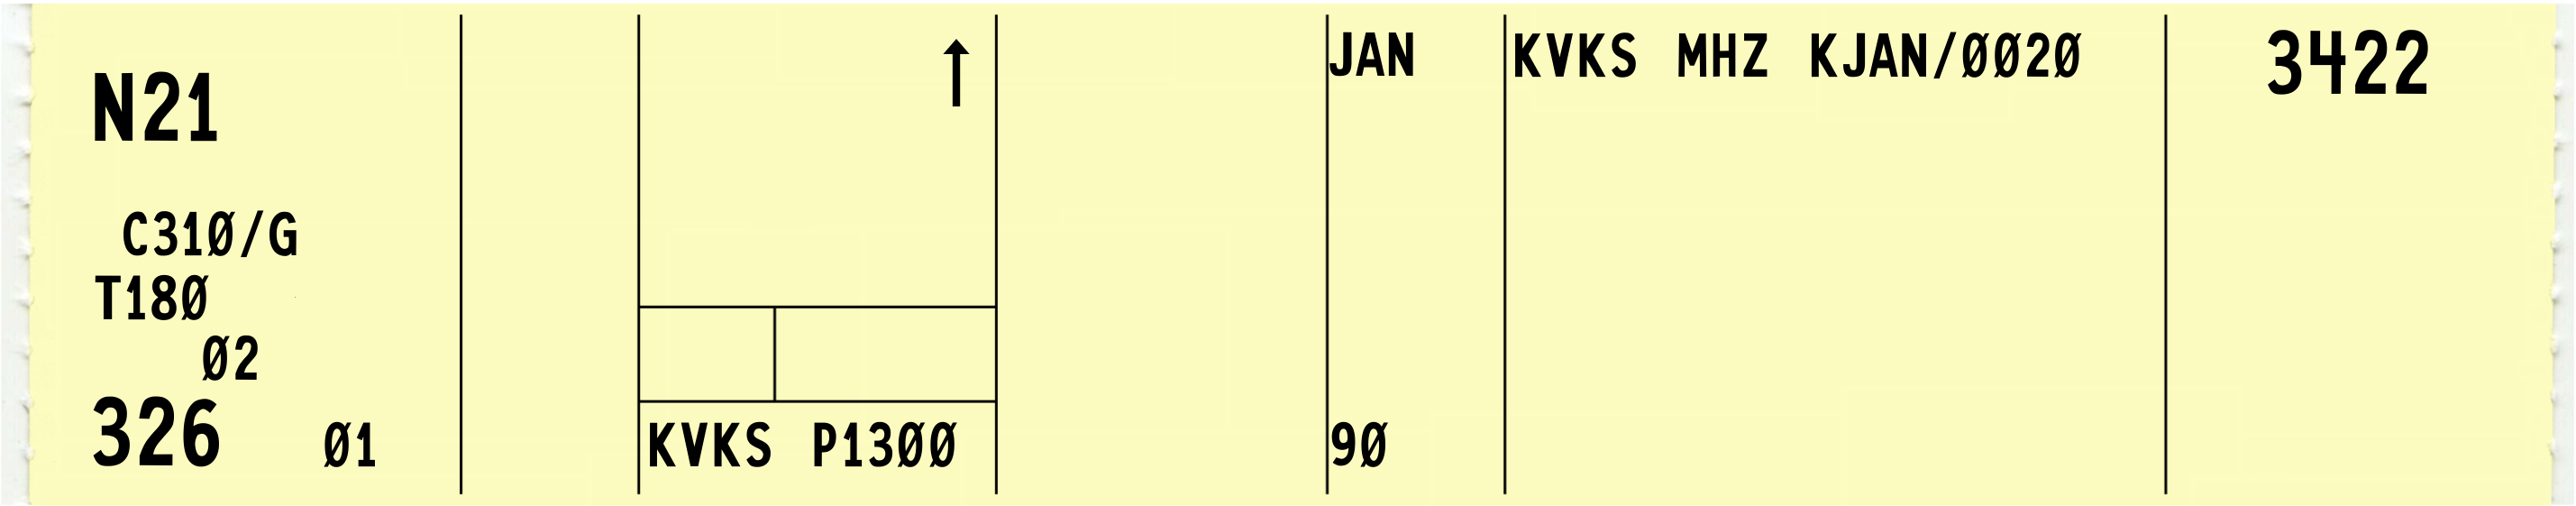 N21
C310/G
T180
02
326 01
↑
KVKS P1300
JAN
90
KVKS MHZ KJAN/0020
3422